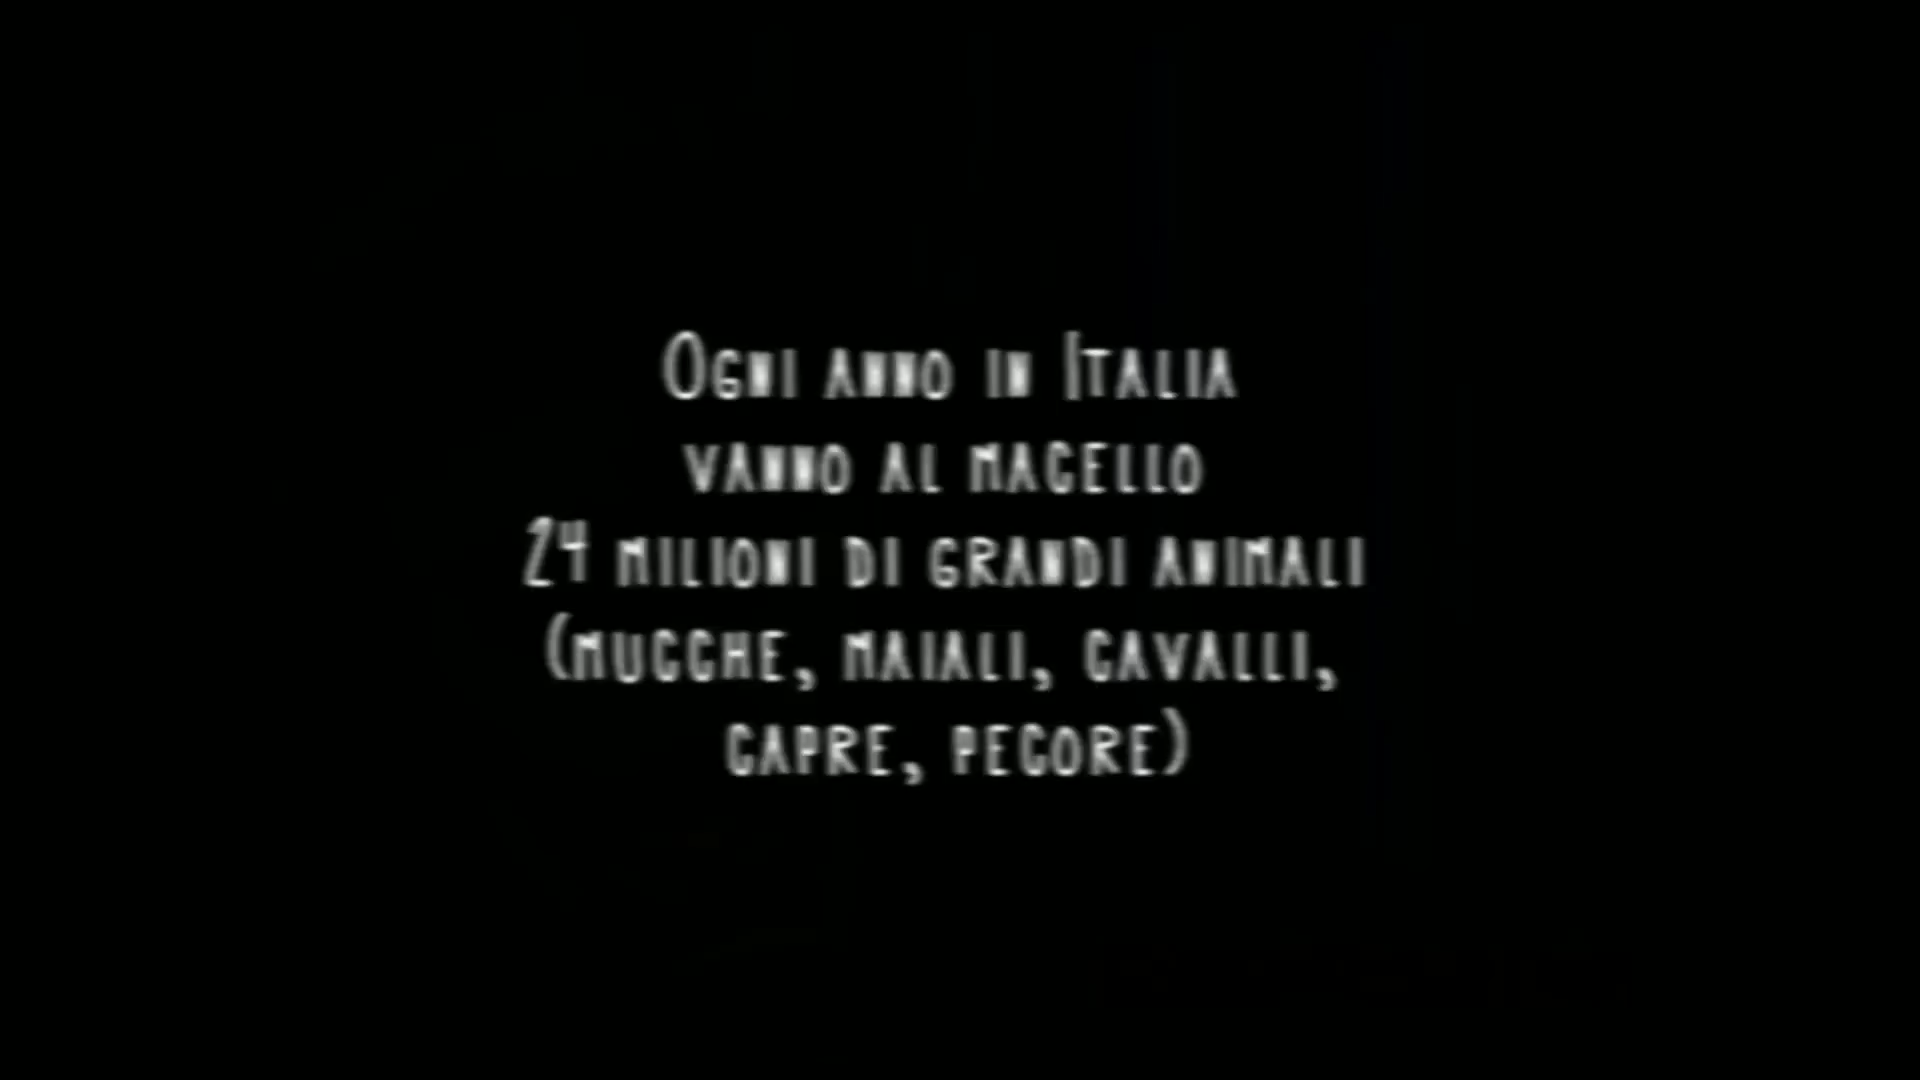 Ogni anno in Italia
vanno al macello
24 milioni di grandi animali
(mucche, maiali, cavalli,
capre, pecore)